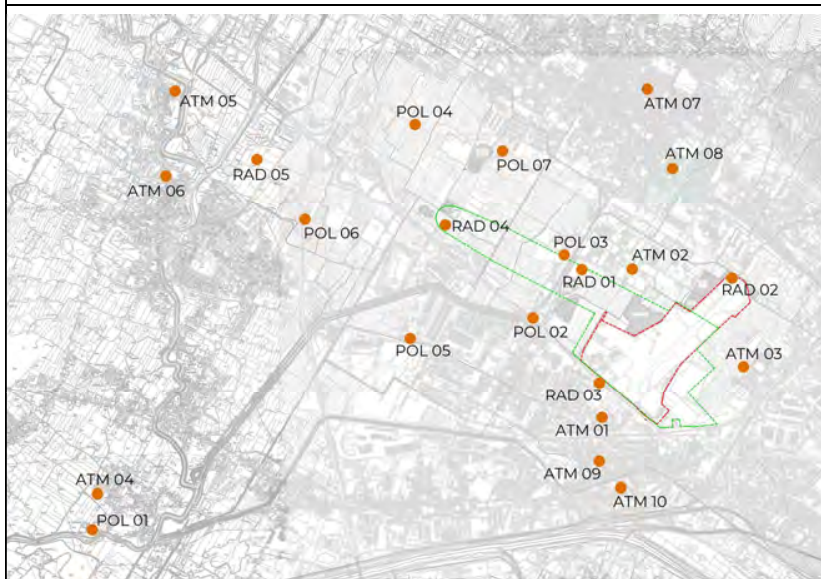 ATM 05
ATM 07
POL 04
POL 07
ATM 08
RAD 05
ATM 06
POL 06
RAD 04
POL 03
ATM 02
RAD 01
RAD 02
POL 02
POL 05
ATM 03
RAD 03
ATM 01
ATM 09
ATM 04
ATM 10
POL 01